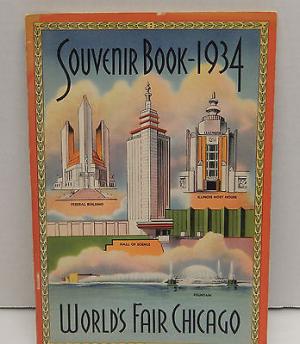 SOUVENIR BOOK-1934
FEDERAL BUILDING
ILLINOIS HOST HOUSE
HALL OF SCIENCE
FOUNTAIN
WORLD'S FAIR CHICAGO